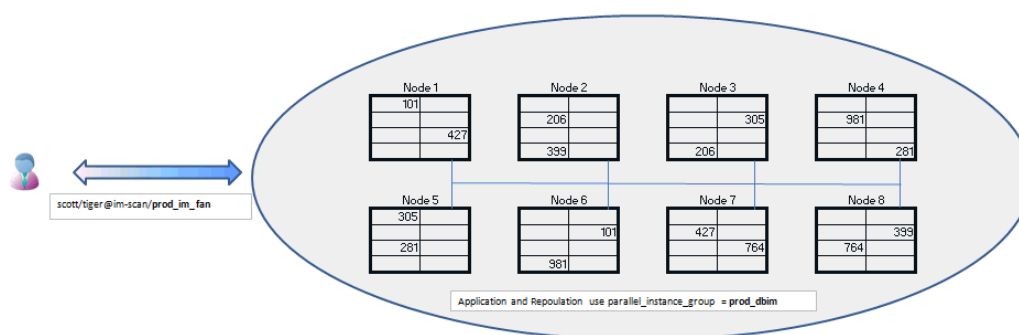 Node 1 Node 2 Node 3 Node 4
101
206 305 981
427
399 206 281
scott/tiger@im-scan/prod_im_fan
Node 5 Node 6 Node 7 Node 8
305
101 427 399
281 764 764
981
Application and Repoulation use parallel_instance_group = prod_dbim